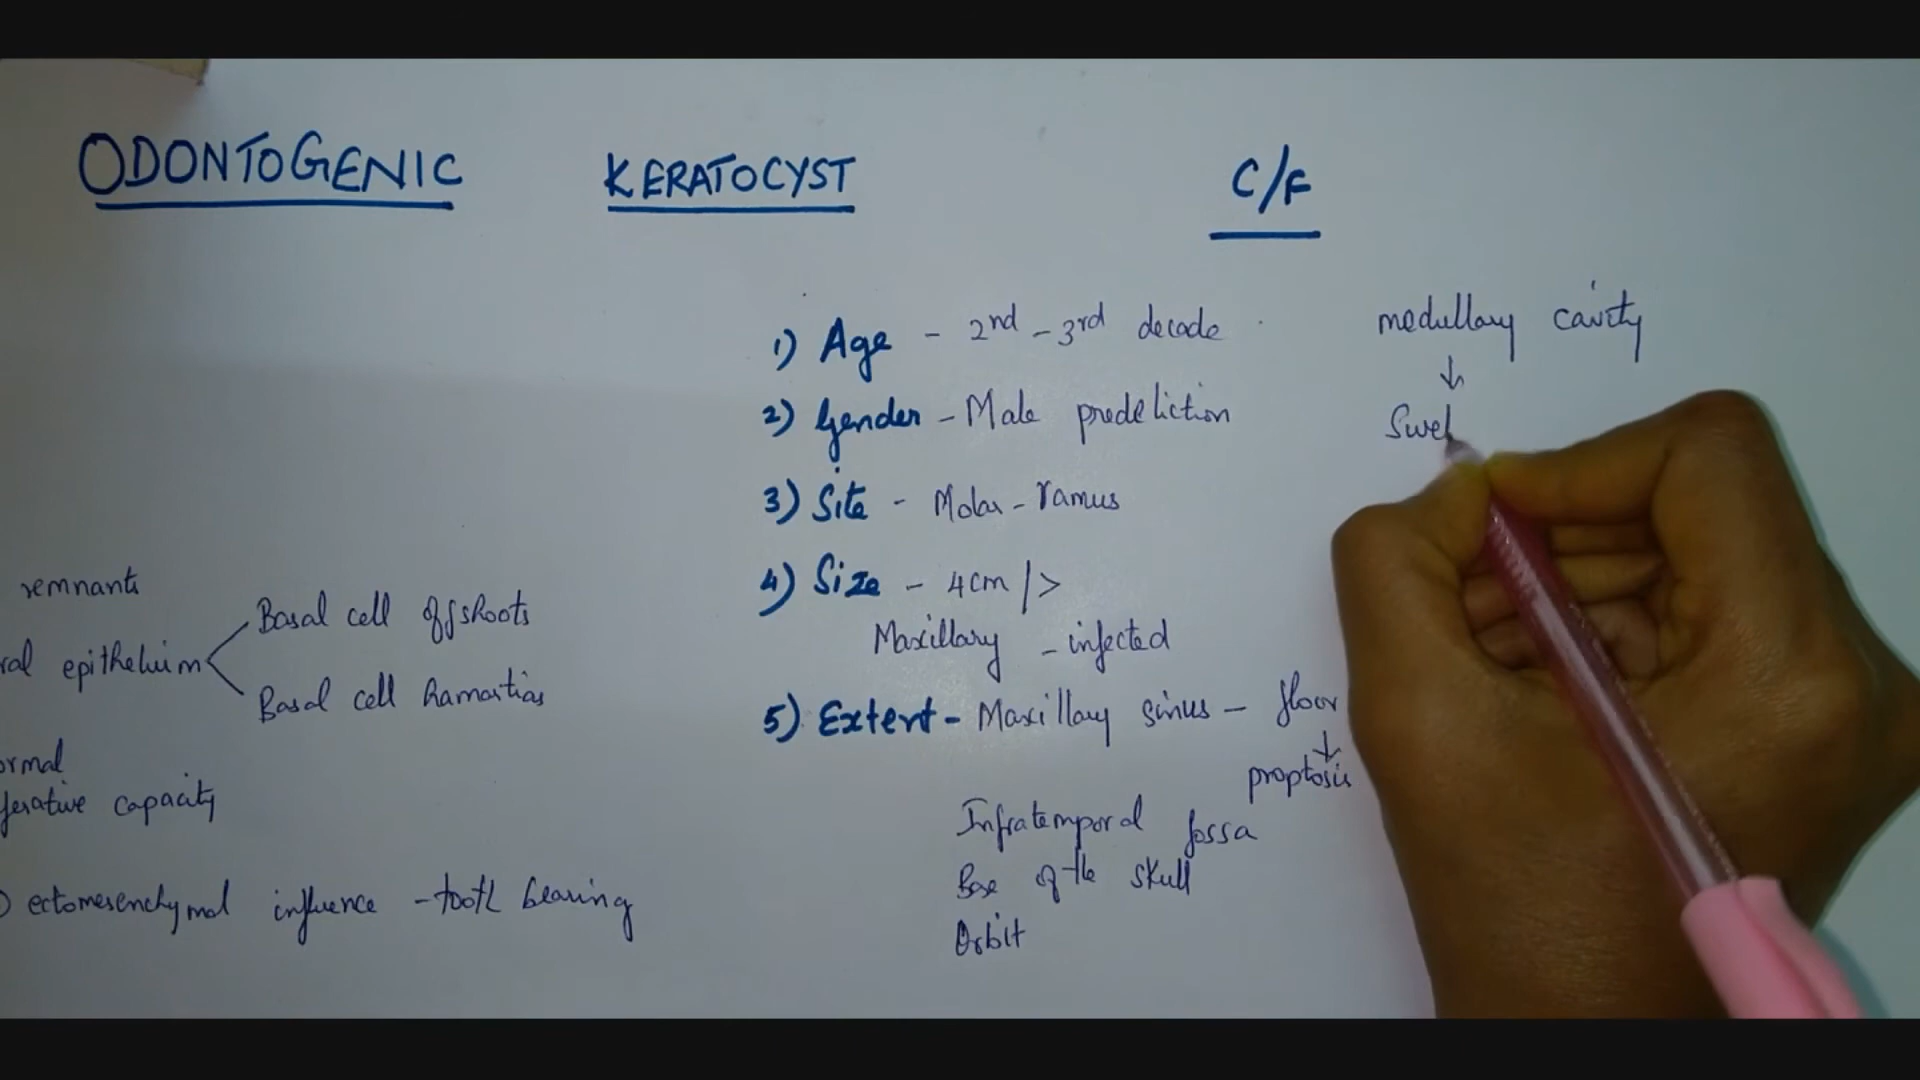 ODONTOGENIC KERATOCYST
C/F
remnants
epitheluim
Basal cell offshoots
Basal cell hamartias
capacity
ectomesenchymal influence - tooth bearing
1) Age - 2nd - 3rd decade
2) Gender - Male predeliction
3) Site - Molar - ramus
4) Size - 4cm / >
Maxillary - infected
5) Extent - Maxillary sinus - floor
↓
proptosis
Infratemporal fossa
Base of the skull
Orbit
medullary cavity
↓
Swel